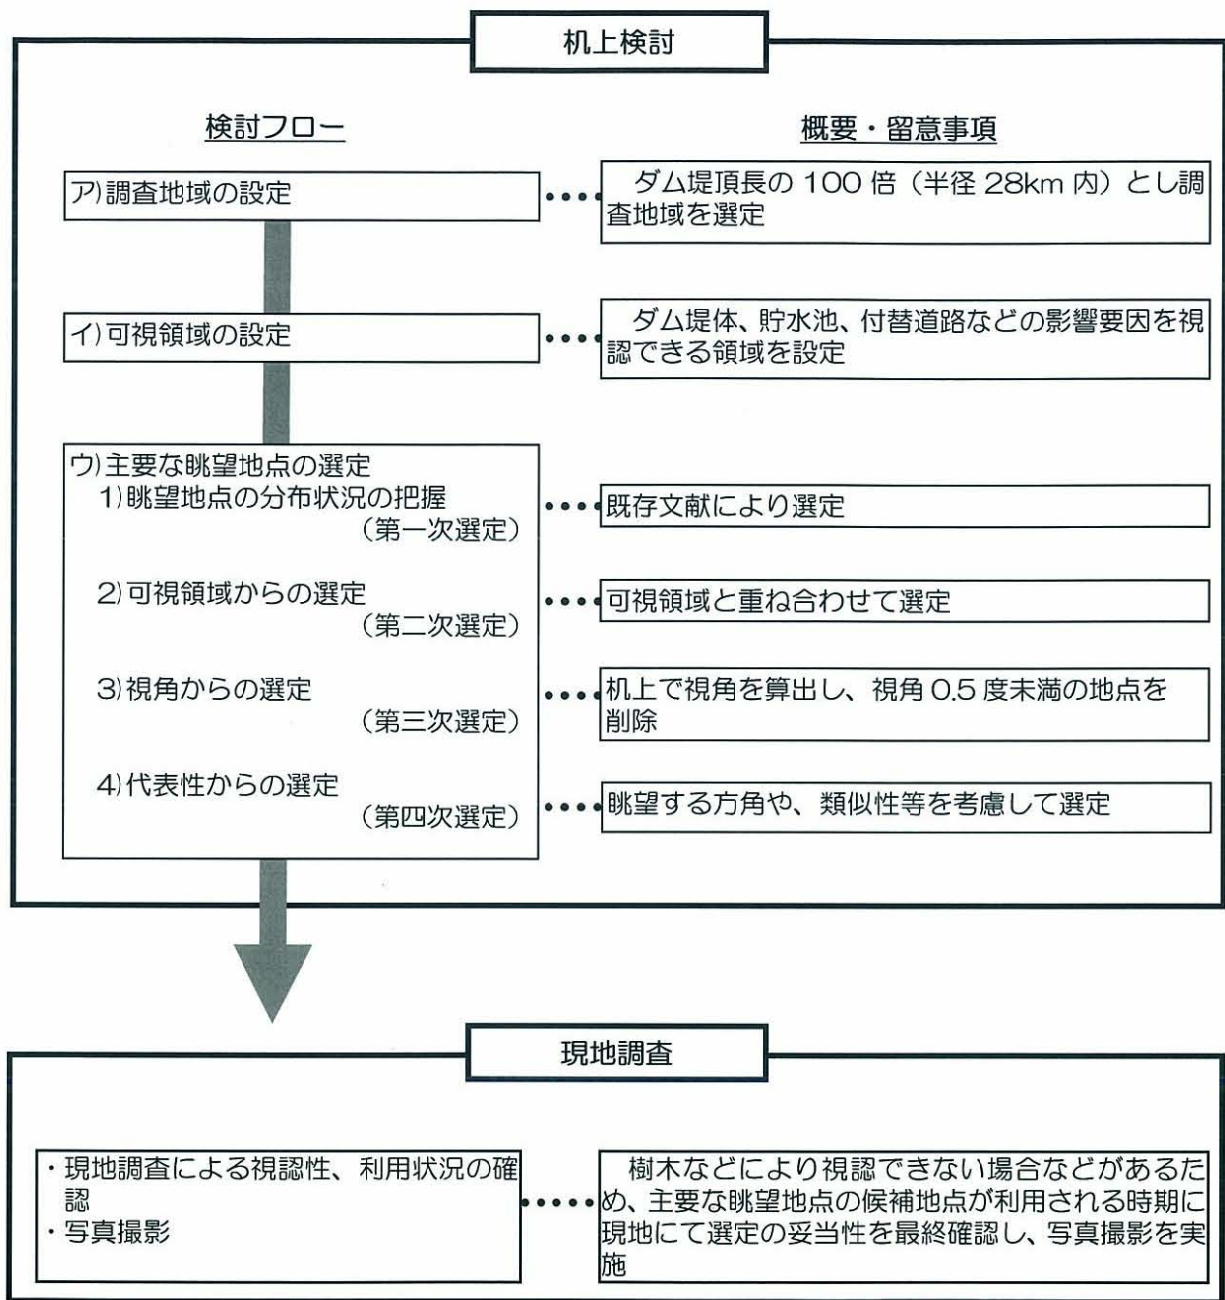 机上検討
検討フロー
概要・留意事項
ア)調査地域の設定
‥‥
ダム堤頂長の 100 倍（半径 28km 内）とし調
査地域を選定
イ)可視領域の設定
‥‥
ダム堤体、貯水池、付替道路などの影響要因を視
認できる領域を設定
ウ)主要な眺望地点の選定
1)眺望地点の分布状況の把握
（第一次選定）
‥‥
既存文献により選定
2)可視領域からの選定
（第二次選定）
‥‥
可視領域と重ね合わせて選定
3)視角からの選定
（第三次選定）
‥‥
机上で視角を算出し、視角 0.5 度未満の地点を
削除
4)代表性からの選定
（第四次選定）
‥‥
眺望する方角や、類似性等を考慮して選定
現地調査
・現地調査による視認性、利用状況の確
認
・写真撮影
‥‥‥
樹木などにより視認できない場合などがあるた
め、主要な眺望地点の候補地点が利用される時期に
現地にて選定の妥当性を最終確認し、写真撮影を実
施